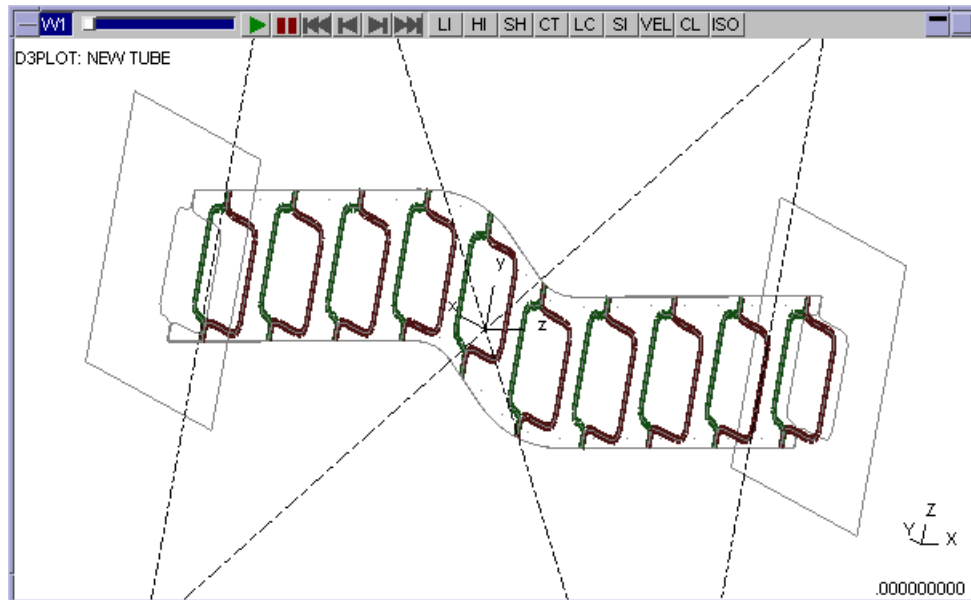 W1 LI HI SH CT LC SI VEL CL ISO
D3PLOT: NEW TUBE
y
x
z
Z
Y
X
.000000000